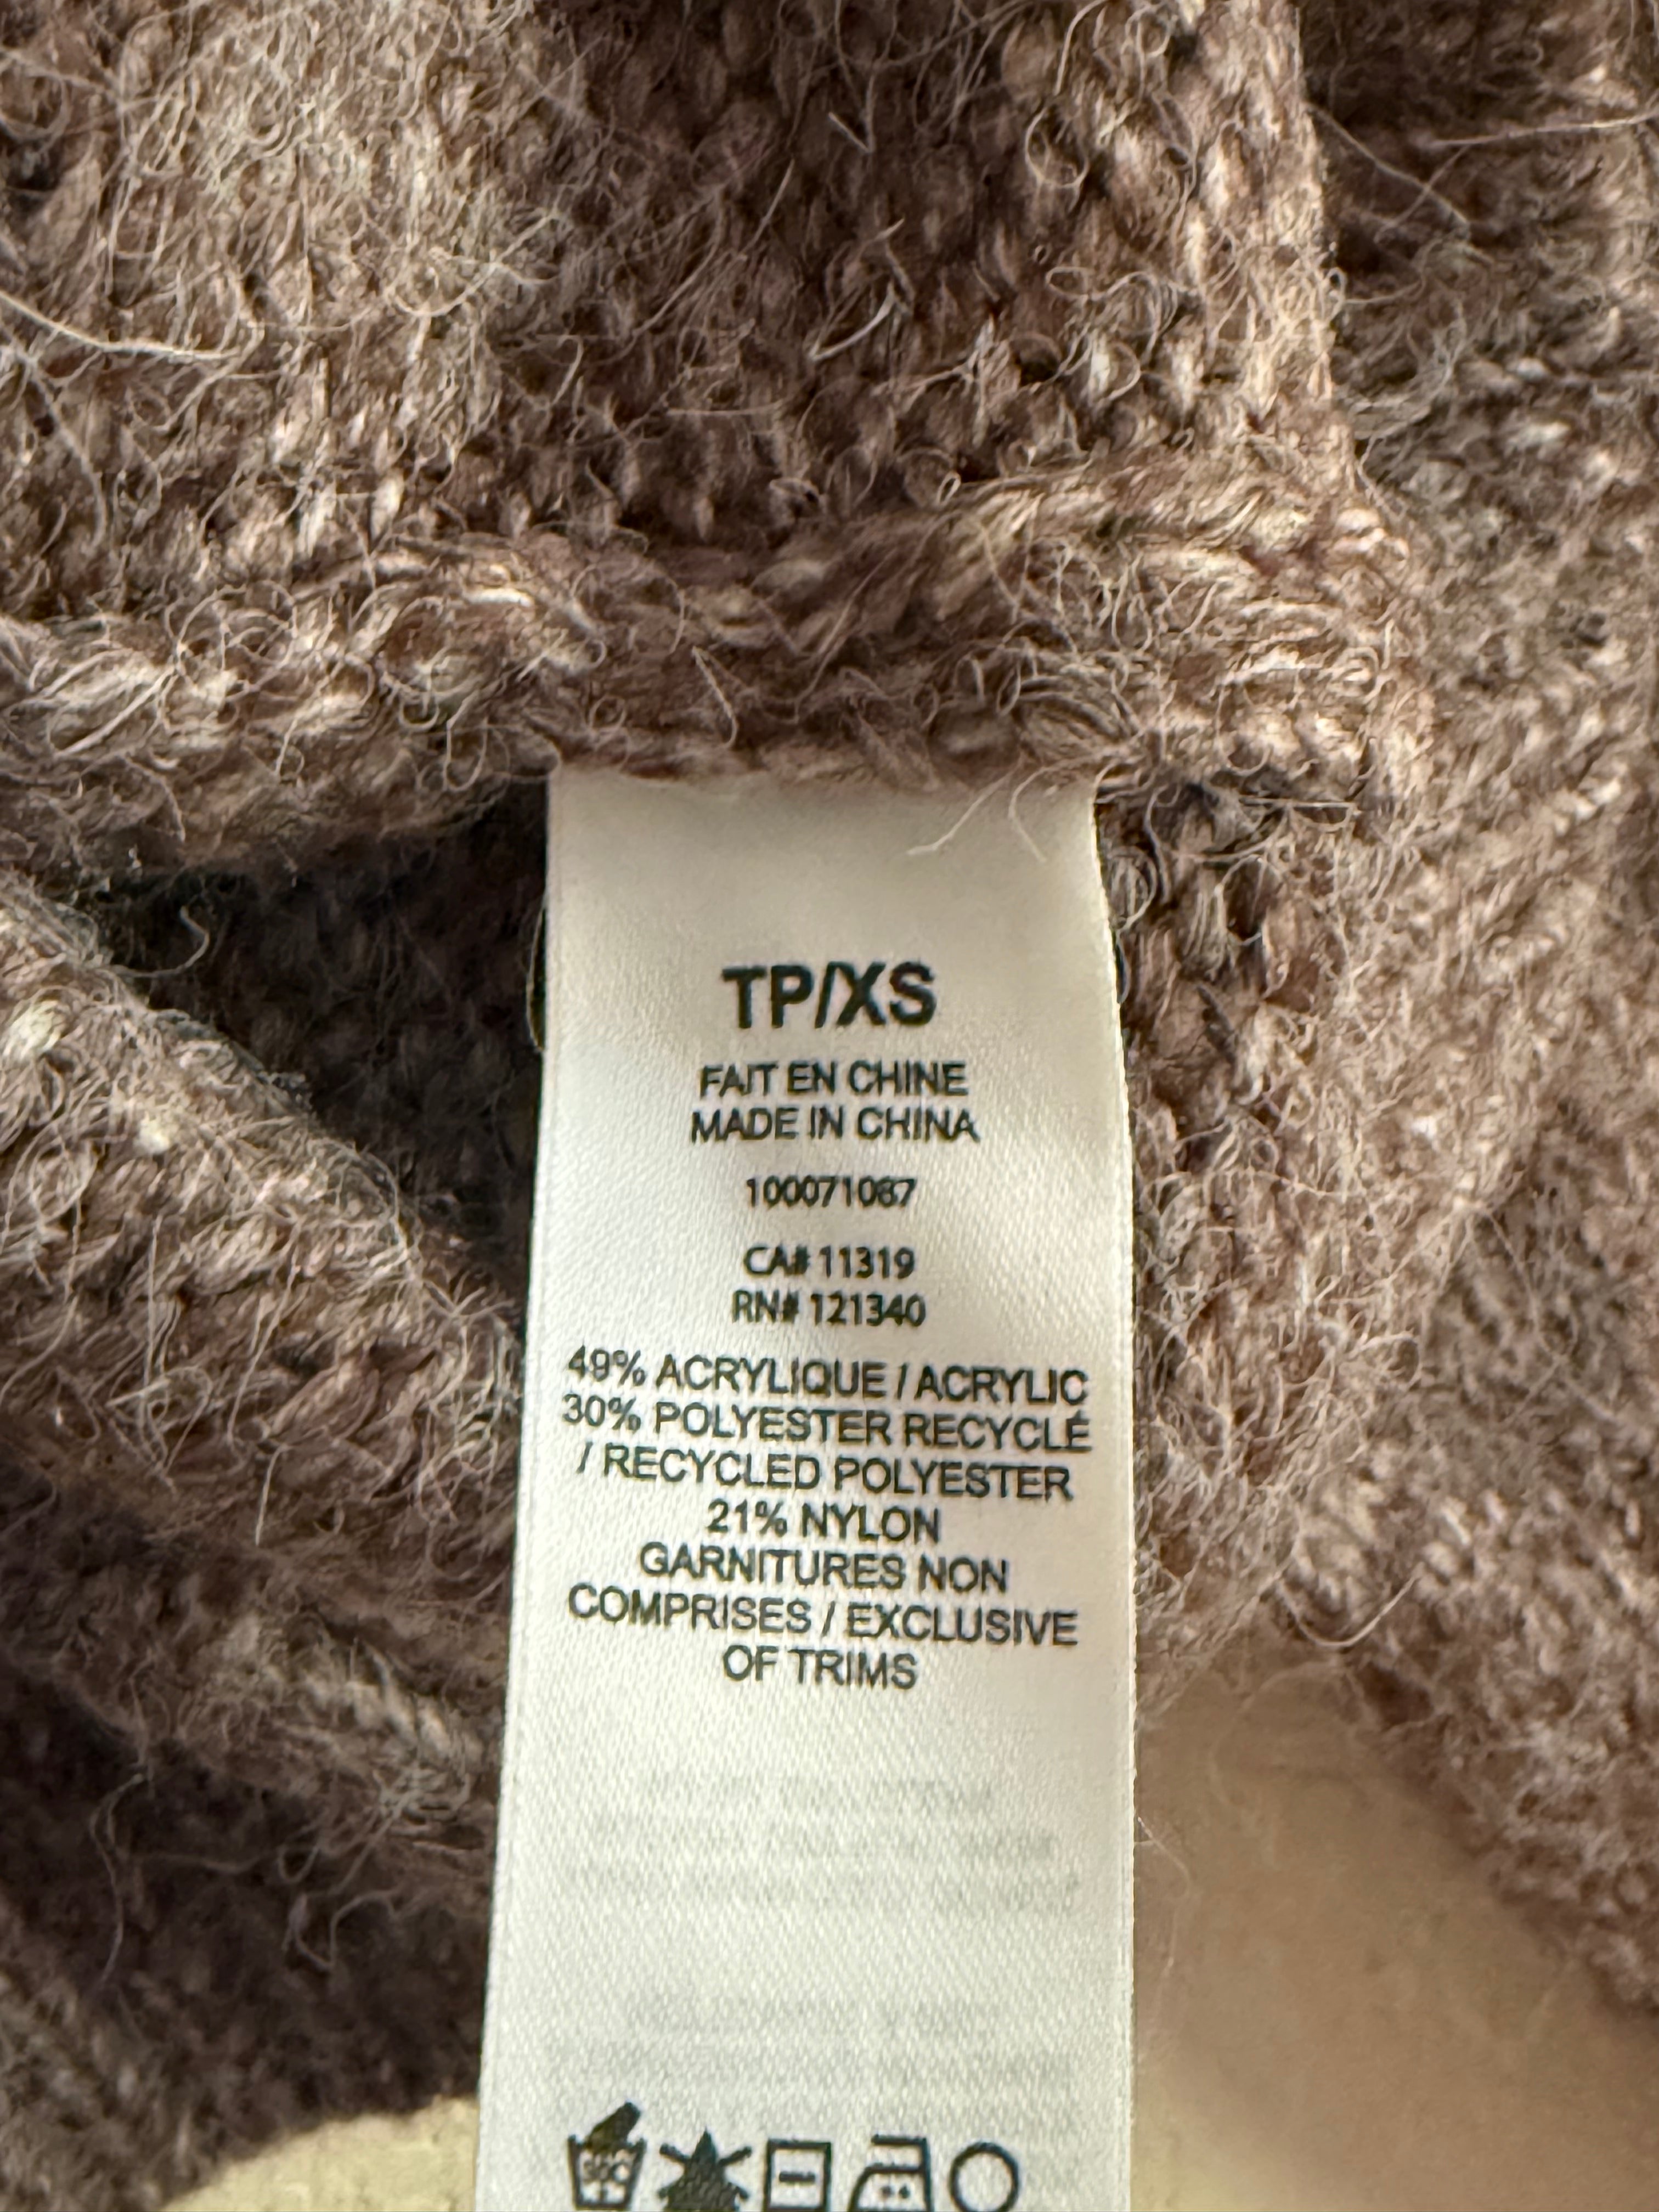 TP/XS
FAIT EN CHINE
MADE IN CHINA
100071087
CA# 11319
RN# 121340
49% ACRYLIQUE / ACRYLIC
30% POLYESTER RECYCLÉ
/ RECYCLED POLYESTER
21% NYLON
GARNITURES NON
COMPRISES / EXCLUSIVE
OF TRIMS
30C